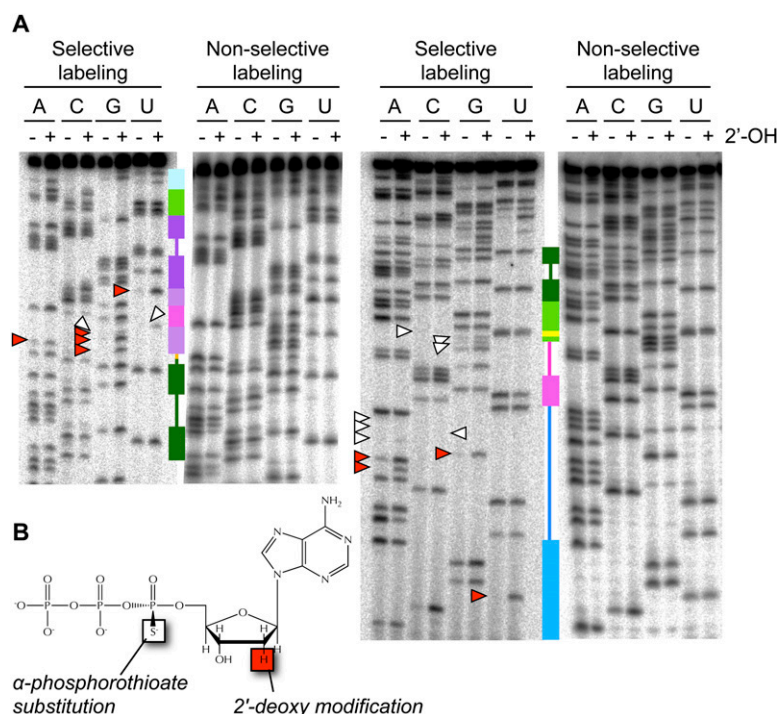 A
Selective labeling Non-selective labeling Selective labeling Non-selective labeling
A C G U A C G U A C G U A C G U
- + - + - + - + - + - + - + - + - + - + - + - + - + - + - + - + 2'-OH
B
NH₂
N N
N N
O O O
⁻O P O P O P O O
O⁻ O⁻ S⁻ H H H H
OH H
α-phosphorothioate
substitution
2'-deoxy modification